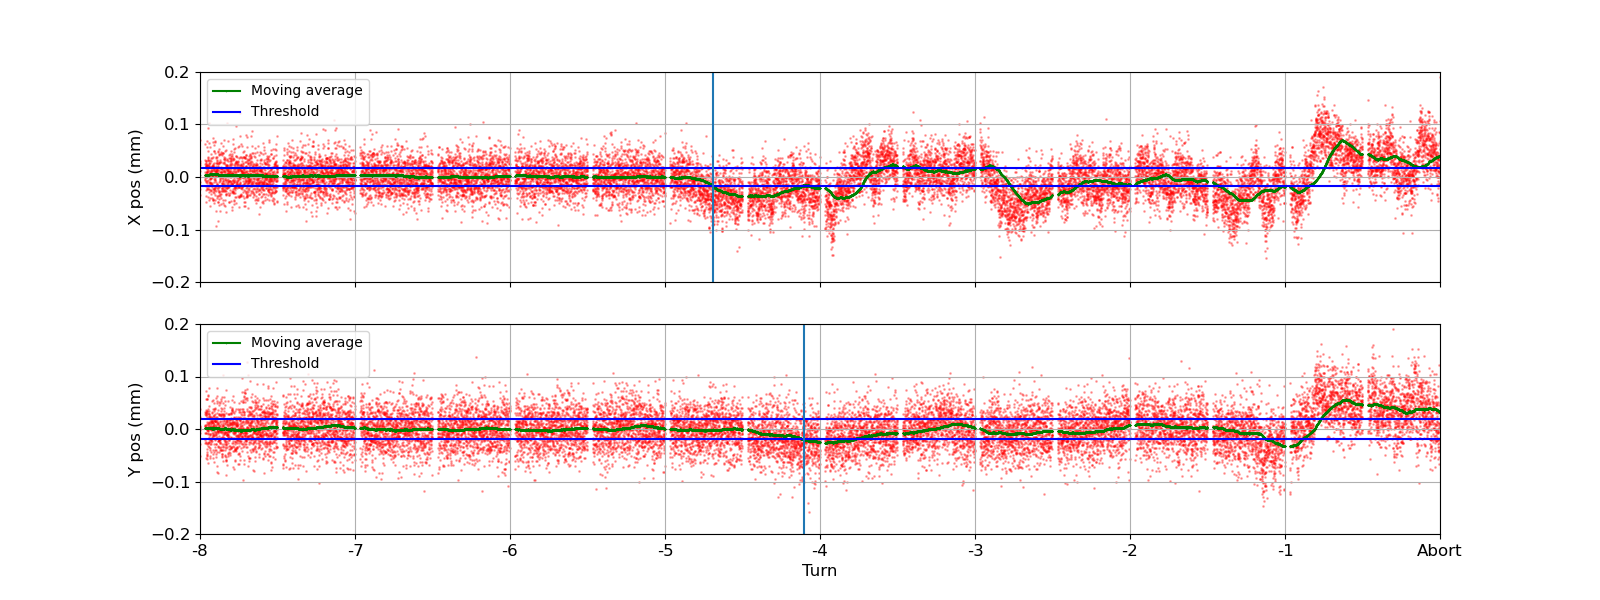 0.2
0.1
0.0
−0.1
−0.2
X pos (mm)
Moving average
Threshold
0.2
0.1
0.0
−0.1
−0.2
Y pos (mm)
Moving average
Threshold
-8 -7 -6 -5 -4 -3 -2 -1 Abort
Turn